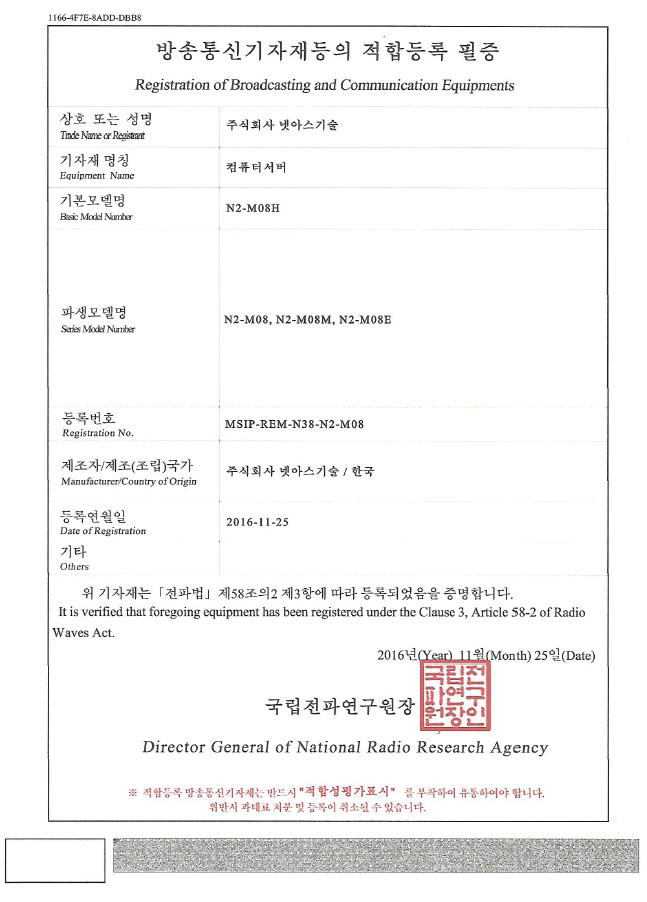 1166-4F7E-8ADD-DBB8
방송통신기자재등의 적합등록 필증
Registration of Broadcasting and Communication Equipments
상호 또는 성명
Trade Name or Registrant
주식회사 넷아스기술
기자재 명칭
Equipment Name
컴퓨터서버
기본모델명
Basic Model Number
N2-M08H
파생모델명
Series Model Number
N2-M08, N2-M08M, N2-M08E
등록번호
Registration No.
MSIP-REM-N38-N2-M08
제조자/제조(조립)국가
Manufacturer/Country of Origin
주식회사 넷아스기술 / 한국
등록연월일
Date of Registration
2016-11-25
기타
Others
위 기자재는 「전파법」 제58조의2 제3항에 따라 등록되었음을 증명합니다.
It is verified that foregoing equipment has been registered under the Clause 3, Article 58-2 of Radio
Waves Act.
2016년(Year) 11월(Month) 25일(Date)
국립전파연구원장
국립전
파연구
원장인
Director General of National Radio Research Agency
※ 적합등록 방송통신기자재는 반드시 "적합성평가표시" 를 부착하여 유통하여야 합니다.
위반시 과태료 처분 및 등록이 취소될 수 있습니다.